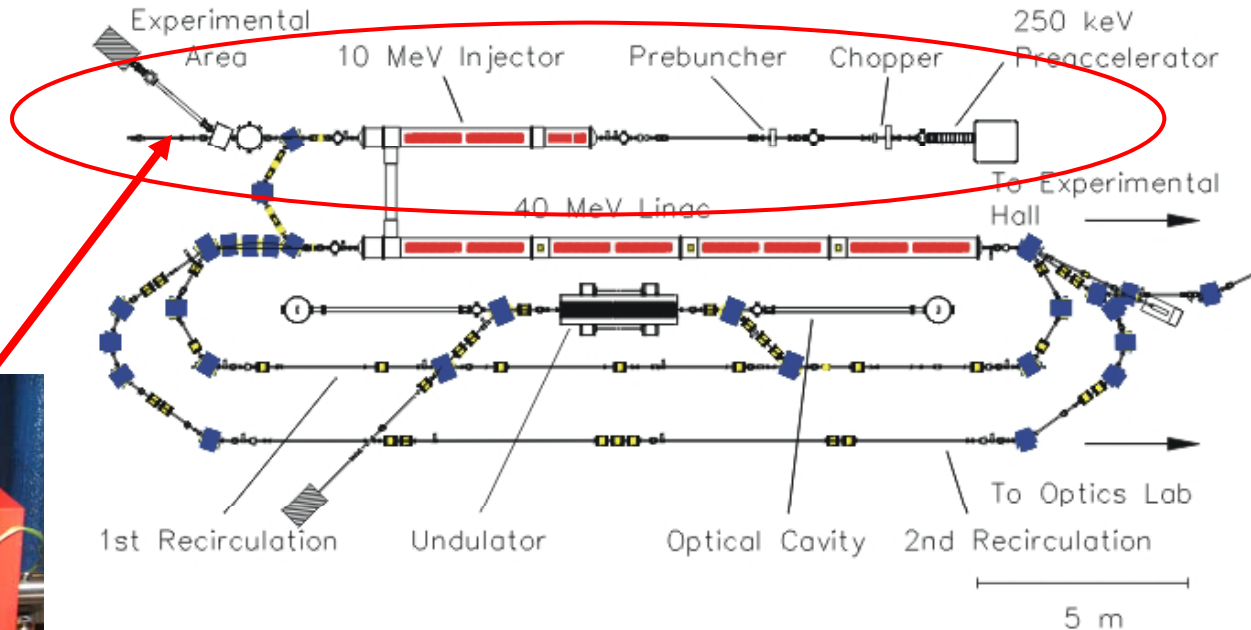 Experimental
Area
10 MeV Injector
Prebuncher
Chopper
250 keV
Preaccelerator
To Experimental
Hall
40 MeV Linac
1st Recirculation
Undulator
Optical Cavity
2nd Recirculation
To Optics Lab
5 m